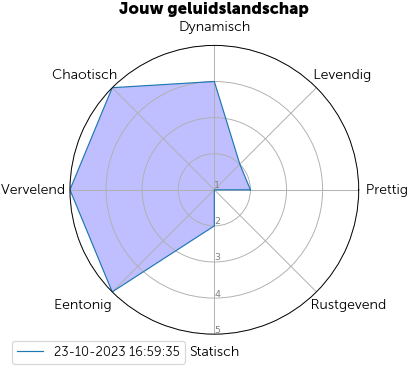 Jouw geluidslandschap
Dynamisch
Chaotisch
Levendig
Vervelend
1
Prettig
2
3
4
Eentonig
Rustgevend
5
23-10-2023 16:59:35
Statisch